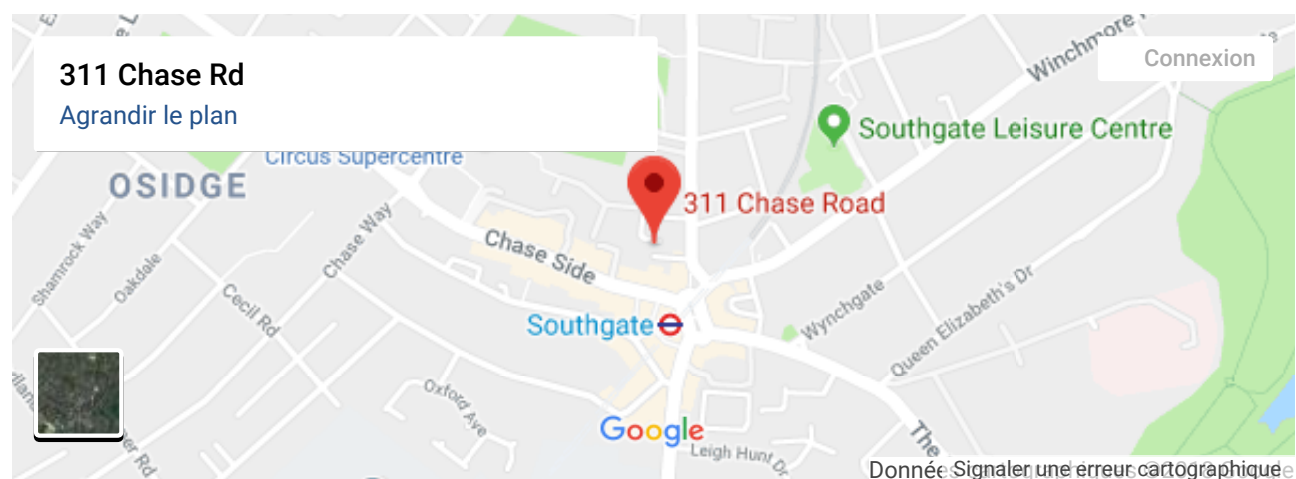 311 Chase Rd
Agrandir le plan
Connexion
Winchmore
Southgate Leisure Centre
Circus Supercentre
OSIDGE
311 Chase Road
Shamrock Way
Oakdale
Chase Way
Chase Side
Cecil Rd
Southgate
Wynchgate
Queen Elizabeth's Dr
Oxford Ave
Google
Leigh Hunt Dr
The
Rd
Signaler une erreur cartographique